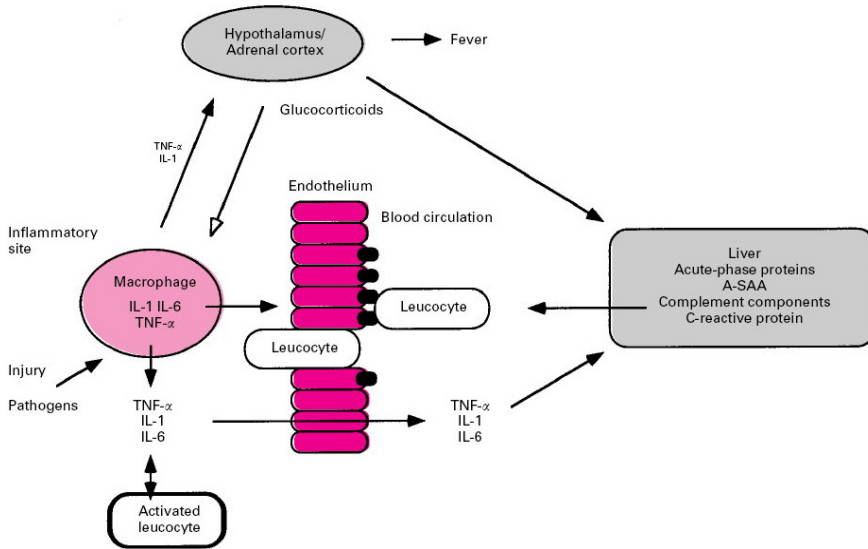 Hypothalamus/
Adrenal cortex
Fever
Glucocorticoids
TNF-α
IL-1
Endothelium
Blood circulation
Inflammatory
site
Macrophage
IL-1 IL-6
TNF-α
Leucocyte
Leucocyte
Liver
Acute-phase proteins
A-SAA
Complement components
C-reactive protein
Injury
Pathogens
TNF-α
IL-1
IL-6
TNF-α
IL-1
IL-6
Activated
leucocyte